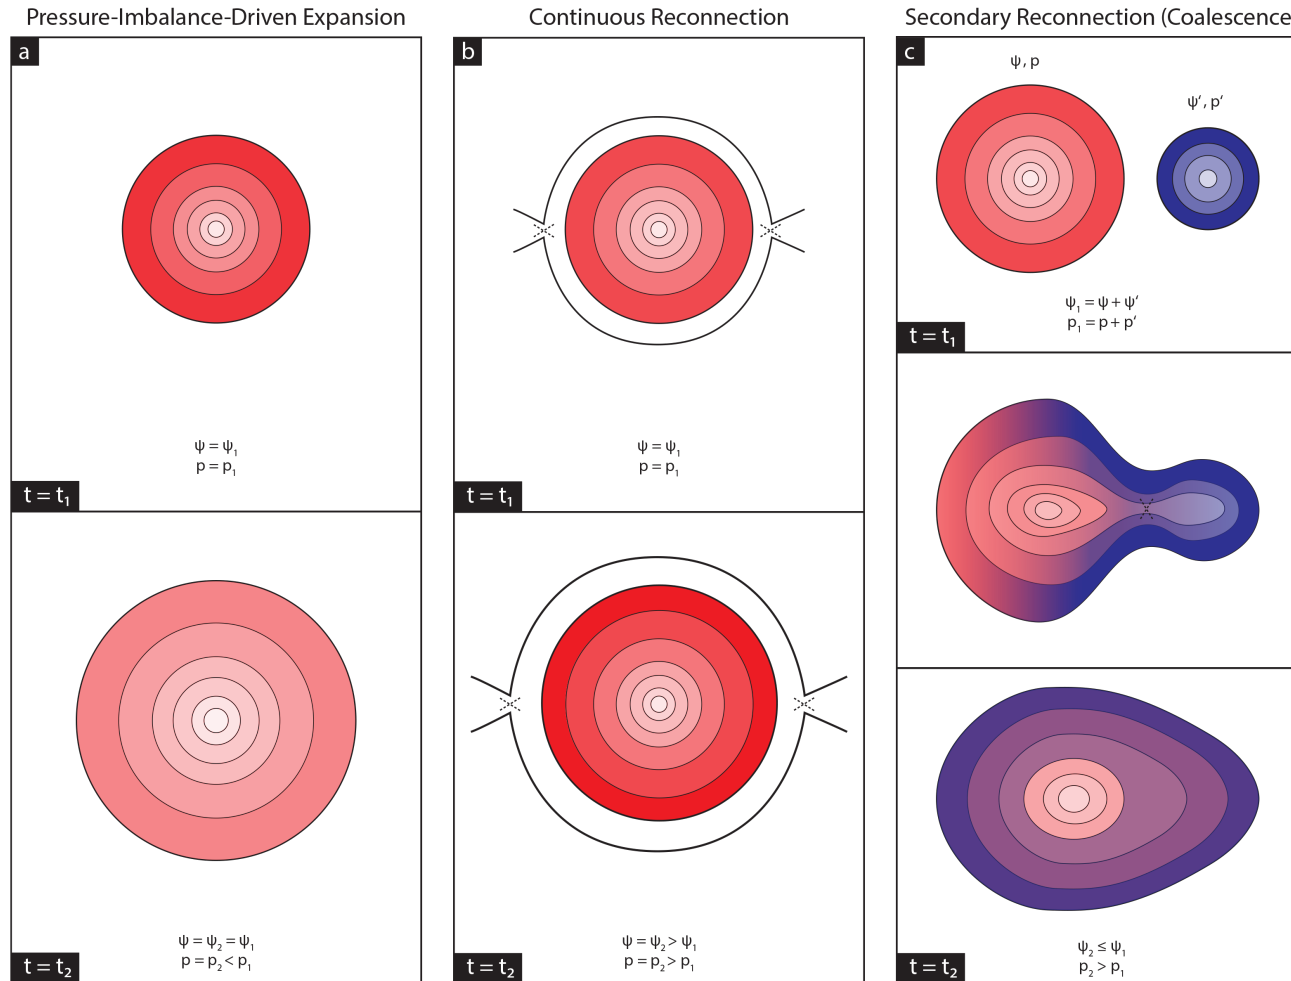 Pressure-Imbalance-Driven Expansion
a
ψ = ψ₁
p = p₁
t = t₁
ψ = ψ₂ = ψ₁
p = p₂ < p₁
t = t₂
Continuous Reconnection
b
ψ = ψ₁
p = p₁
t = t₁
ψ = ψ₂ > ψ₁
p = p₂ > p₁
t = t₂
Secondary Reconnection (Coalescence
c
ψ, p
ψ‘, p‘
ψ₁ = ψ + ψ‘
p₁ = p + p‘
t = t₁
ψ₂ ≤ ψ₁
p₂ > p₁
t = t₂